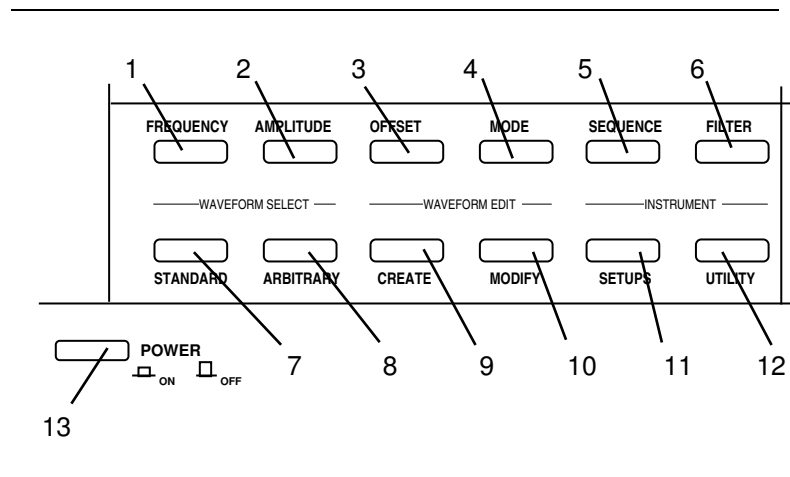 1 2 3 4 5 6
FREQUENCY AMPLITUDE OFFSET MODE SEQUENCE FILTER
WAVEFORM SELECT WAVEFORM EDIT INSTRUMENT
STANDARD ARBITRARY CREATE MODIFY SETUPS UTILITY
POWER
ON OFF
7 8 9 10 11 12
13